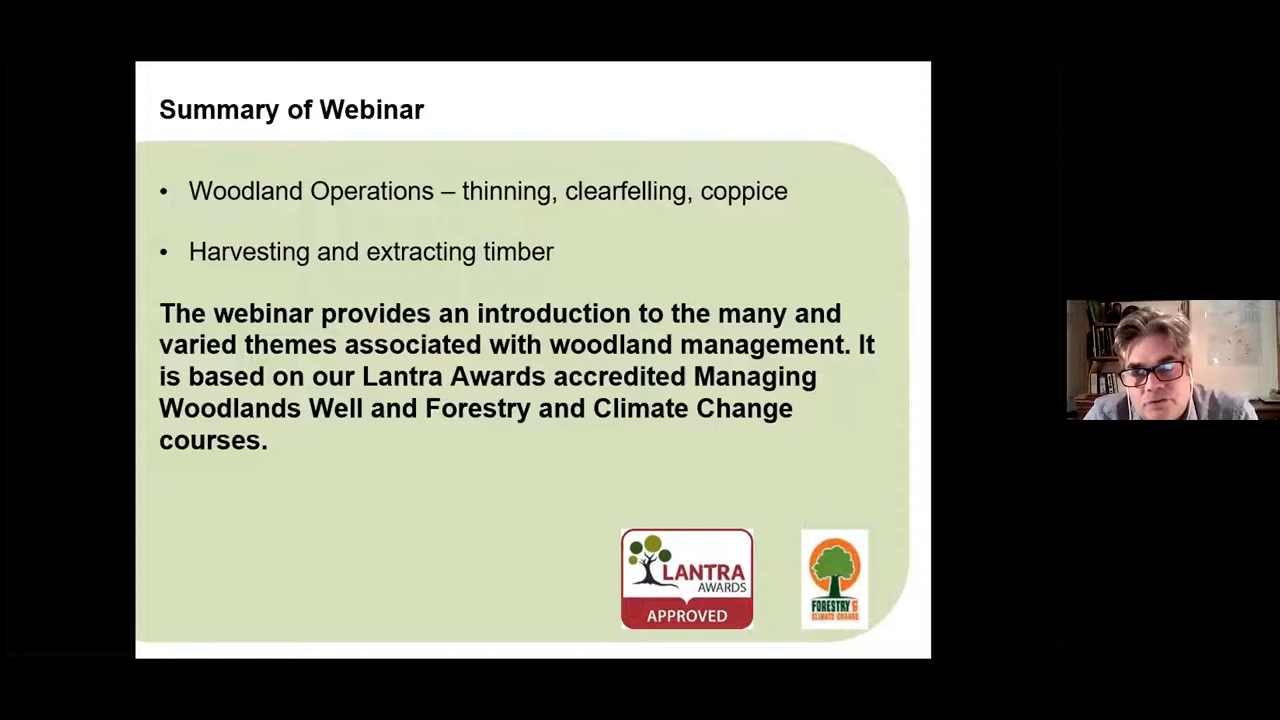 Summary of Webinar
• Woodland Operations – thinning, clearfelling, coppice
• Harvesting and extracting timber
The webinar provides an introduction to the many and
varied themes associated with woodland management. It
is based on our Lantra Awards accredited Managing
Woodlands Well and Forestry and Climate Change
courses.
LANTRA
AWARDS
APPROVED
FORESTRY &
CLIMATE CHANGE